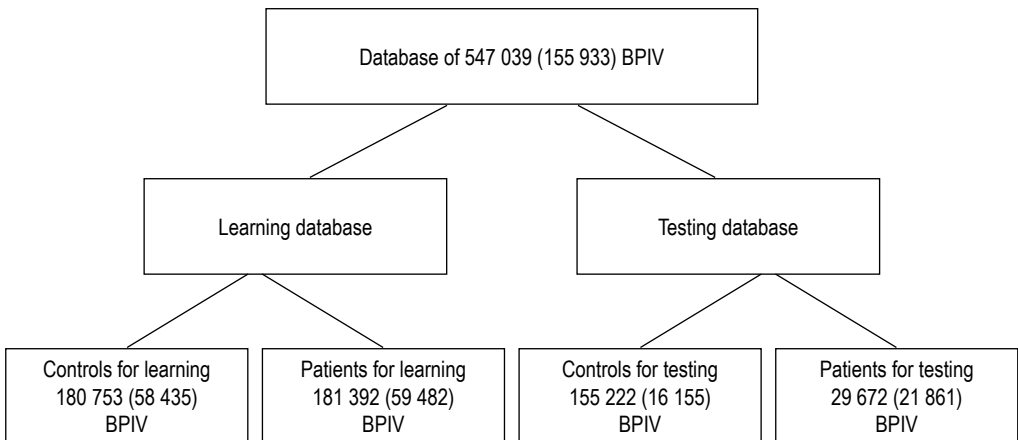 Database of 547 039 (155 933) BPIV
Learning database
Testing database
Controls for learning
180 753 (58 435)
BPIV
Patients for learning
181 392 (59 482)
BPIV
Controls for testing
155 222 (16 155)
BPIV
Patients for testing
29 672 (21 861)
BPIV